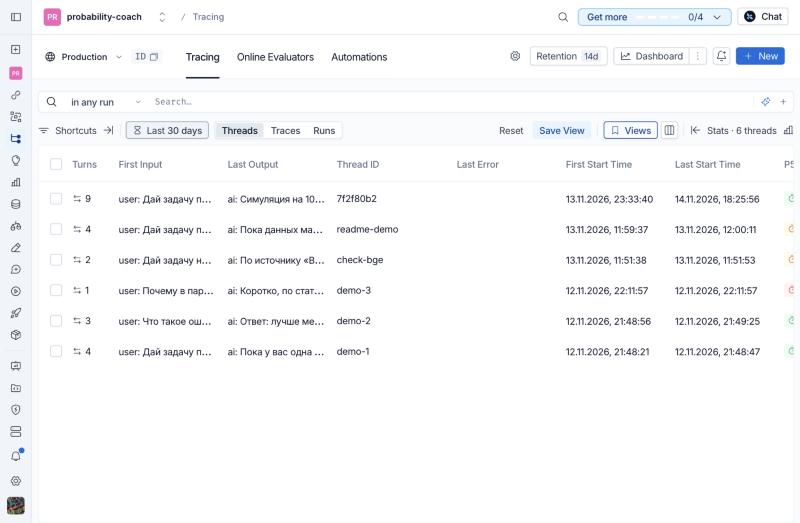 PR probability-coach / Tracing Get more 0/4 Chat
PR Production ID Tracing Online Evaluators Automations Retention 14d Dashboard + New
in any run Search... +
Shortcuts Last 30 days Threads Traces Runs Reset Save View Views Stats · 6 threads
Turns First Input Last Output Thread ID Last Error First Start Time Last Start Time
9 user: Дай задачу п... ai: Симуляция на 10... 7f2f80b2 13.11.2026, 23:33:40 14.11.2026, 18:25:56
4 user: Дай задачу п... ai: Пока данных ма... readme-demo 13.11.2026, 11:59:37 13.11.2026, 12:00:11
2 user: Дай задачу н... ai: По источнику «В... check-bge 13.11.2026, 11:51:38 13.11.2026, 11:51:53
1 user: Почему в пар... ai: Коротко, по стат... demo-3 12.11.2026, 22:11:57 12.11.2026, 22:11:57
3 user: Что такое ош... ai: Ответ: лучше ме... demo-2 12.11.2026, 21:48:56 12.11.2026, 21:49:25
4 user: Дай задачу п... ai: Пока у вас одна ... demo-1 12.11.2026, 21:48:21 12.11.2026, 21:48:47